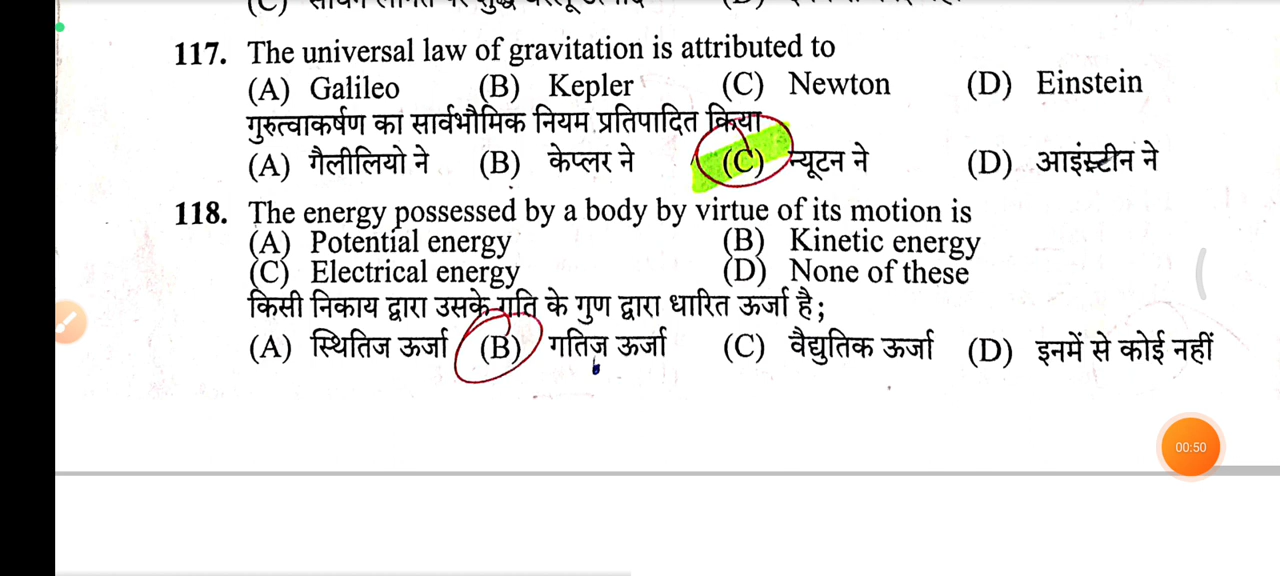 117. The universal law of gravitation is attributed to
(A) Galileo (B) Kepler (C) Newton (D) Einstein
गुरुत्वाकर्षण का सार्वभौमिक नियम प्रतिपादित किया
(A) गैलीलियो ने (B) केप्लर ने (C) न्यूटन ने (D) आइंस्टीन ने
118. The energy possessed by a body by virtue of its motion is
(A) Potential energy (B) Kinetic energy
(C) Electrical energy (D) None of these
किसी निकाय द्वारा उसके गति के गुण द्वारा धारित ऊर्जा है;
(A) स्थितिज ऊर्जा (B) गतिज ऊर्जा (C) वैद्युतिक ऊर्जा (D) इनमें से कोई नहीं
00:50